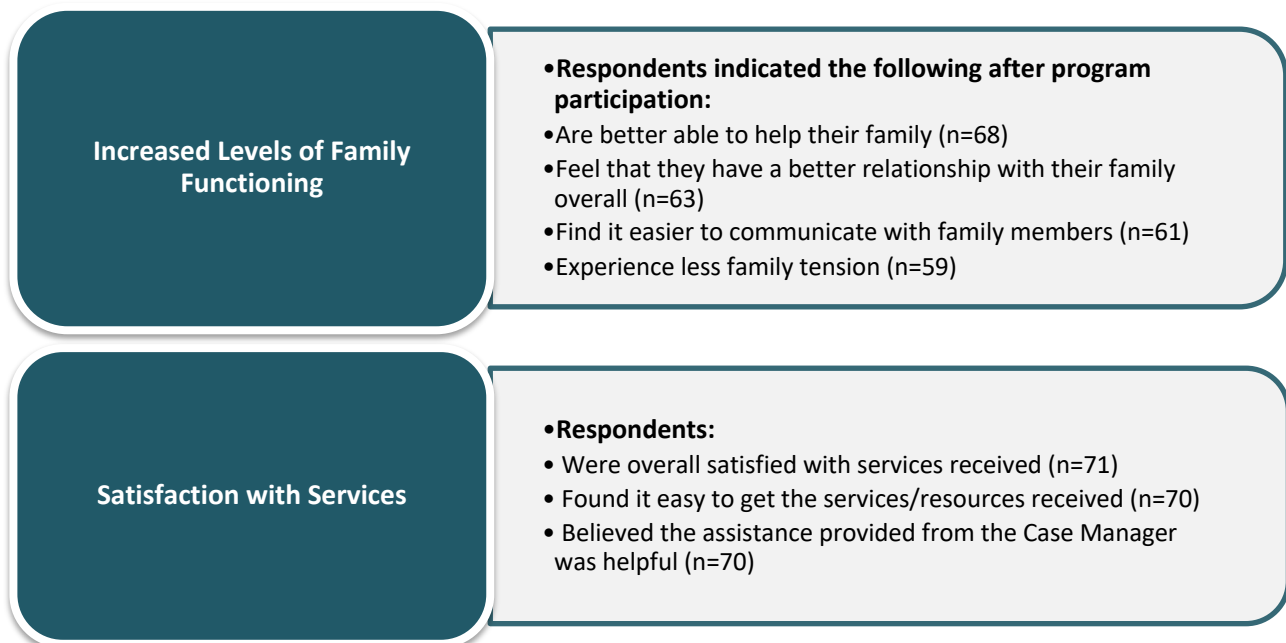 Increased Levels of Family
Functioning
•Respondents indicated the following after program
participation:
•Are better able to help their family (n=68)
•Feel that they have a better relationship with their family
overall (n=63)
•Find it easier to communicate with family members (n=61)
•Experience less family tension (n=59)
Satisfaction with Services
•Respondents:
• Were overall satisfied with services received (n=71)
• Found it easy to get the services/resources received (n=70)
• Believed the assistance provided from the Case Manager
was helpful (n=70)